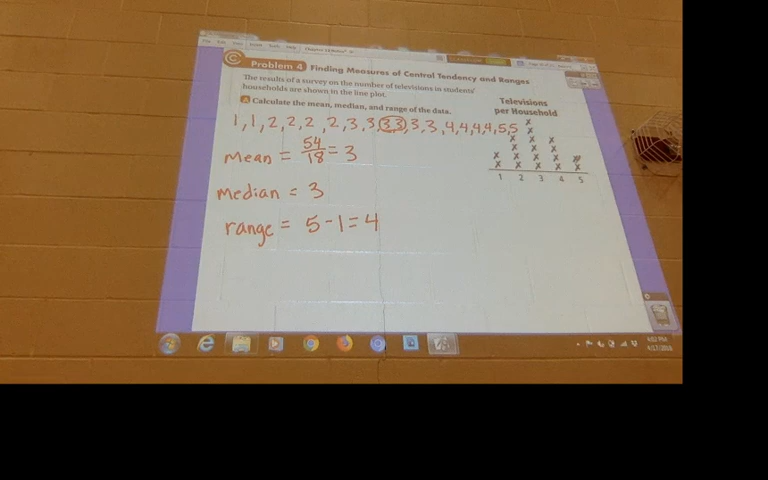 Problem 4 Finding Measures of Central Tendency and Ranges
The results of a survey on the number of televisions in students'
households are shown in the line plot.
A Calculate the mean, median, and range of the data.
Televisions
per Household
1,1,2,2,2,2,3,3,3,3,3,3,4,4,4,4,5,5
mean = 54/18 = 3
median = 3
range = 5-1=4
1 2 3 4 5
4/17/2016